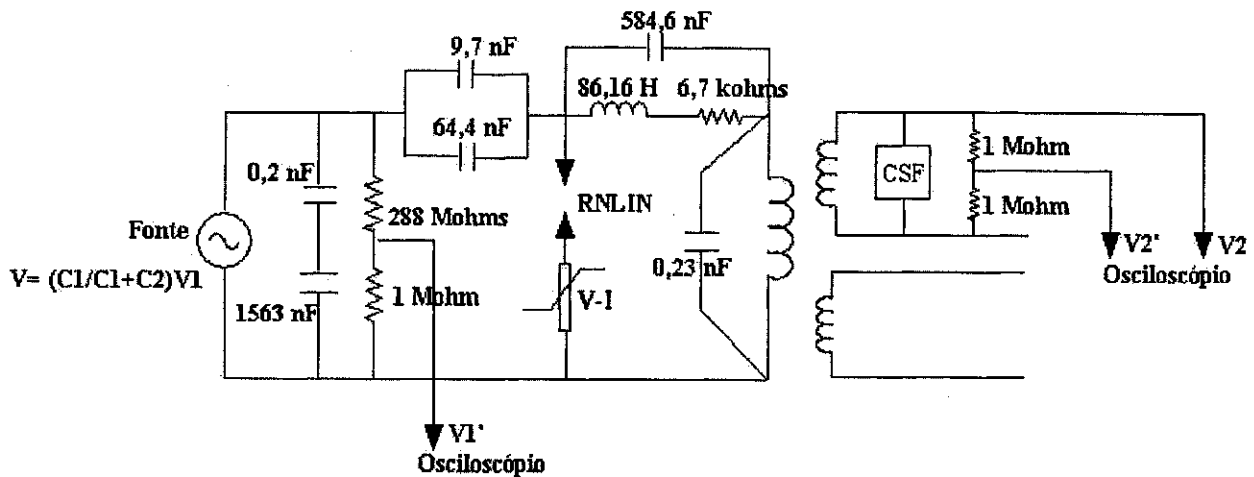 584,6 nF
9,7 nF
86,16 H
6,7 kohms
64,4 nF
0,2 nF
288 Mohms
RNLIN
CSF
1 Mohm
1 Mohm
Fonte
V= (C1/C1+C2)V1
1563 nF
1 Mohm
V-I
0,23 nF
V2'
V2
Osciloscópio
V1'
Osciloscópio